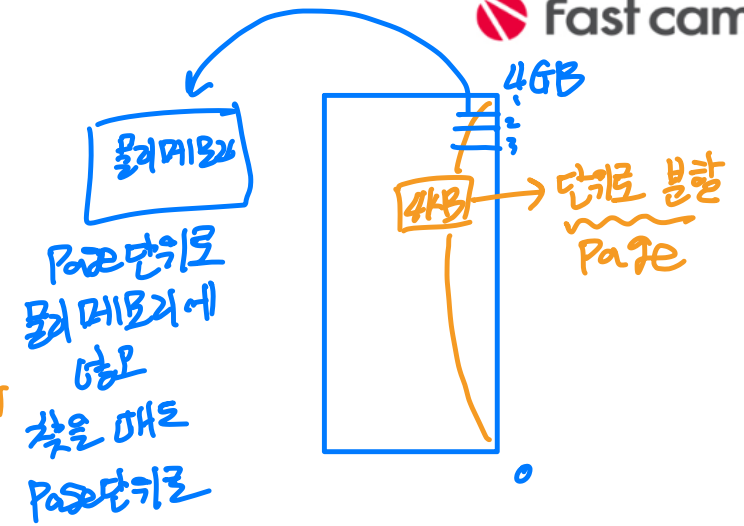 Fast cam
4GB
1
2
3
물리메모리
4KB
단위로 분할
Page
Page단위로
물리메모리에
넣고
찾을 때도
Page단위로
0